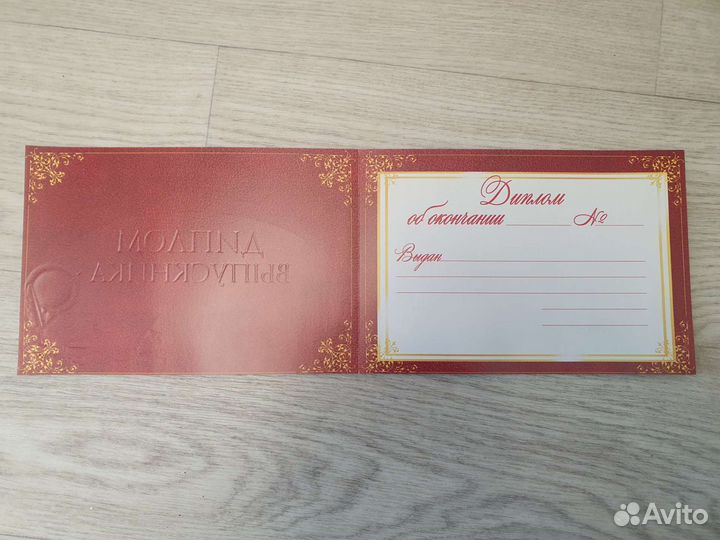 ДИПЛОМ
ВЫПУСКНИКА
Диплом
об окончании № 
Выдан
Avito